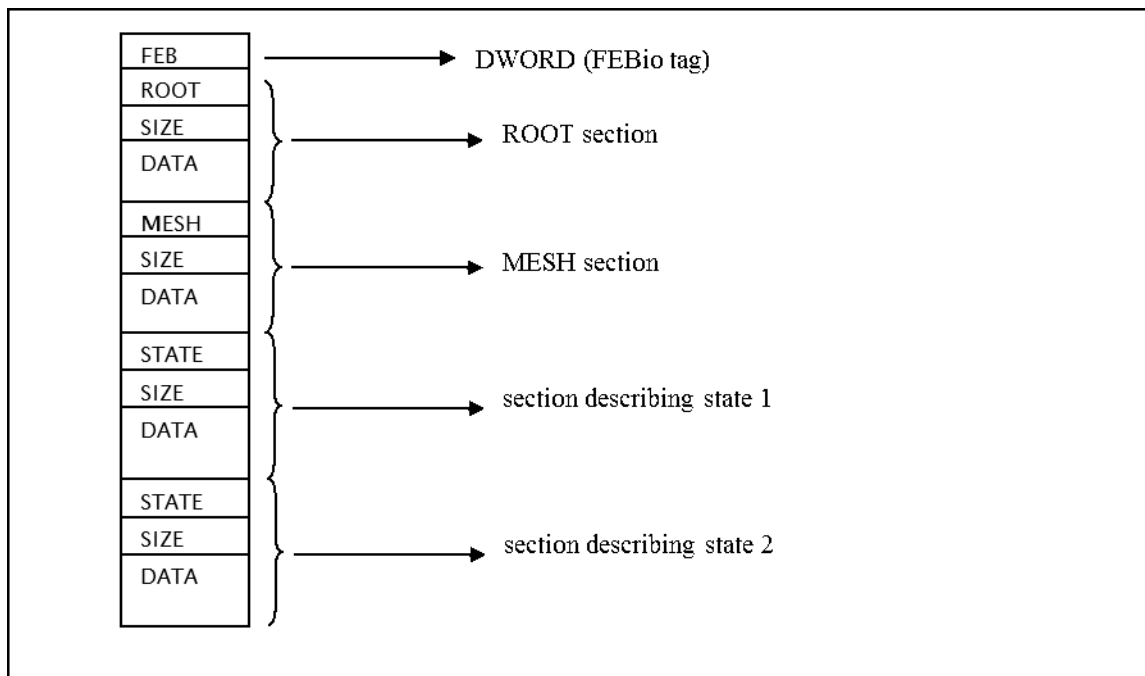 FEB
DWORD (FEBio tag)
ROOT
SIZE
DATA
ROOT section
MESH
SIZE
DATA
MESH section
STATE
SIZE
DATA
section describing state 1
STATE
SIZE
DATA
section describing state 2